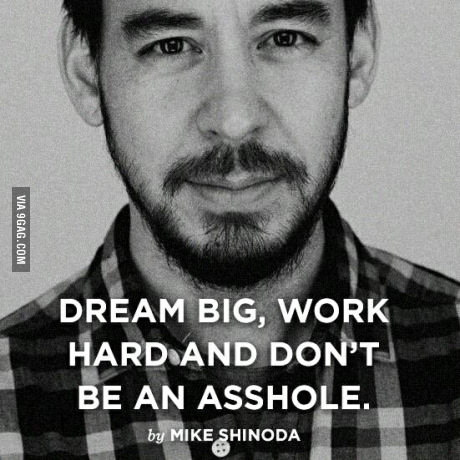 VIA 9GAG.COM
DREAM BIG, WORK
HARD AND DON'T
BE AN ASSHOLE.
by MIKE SHINODA